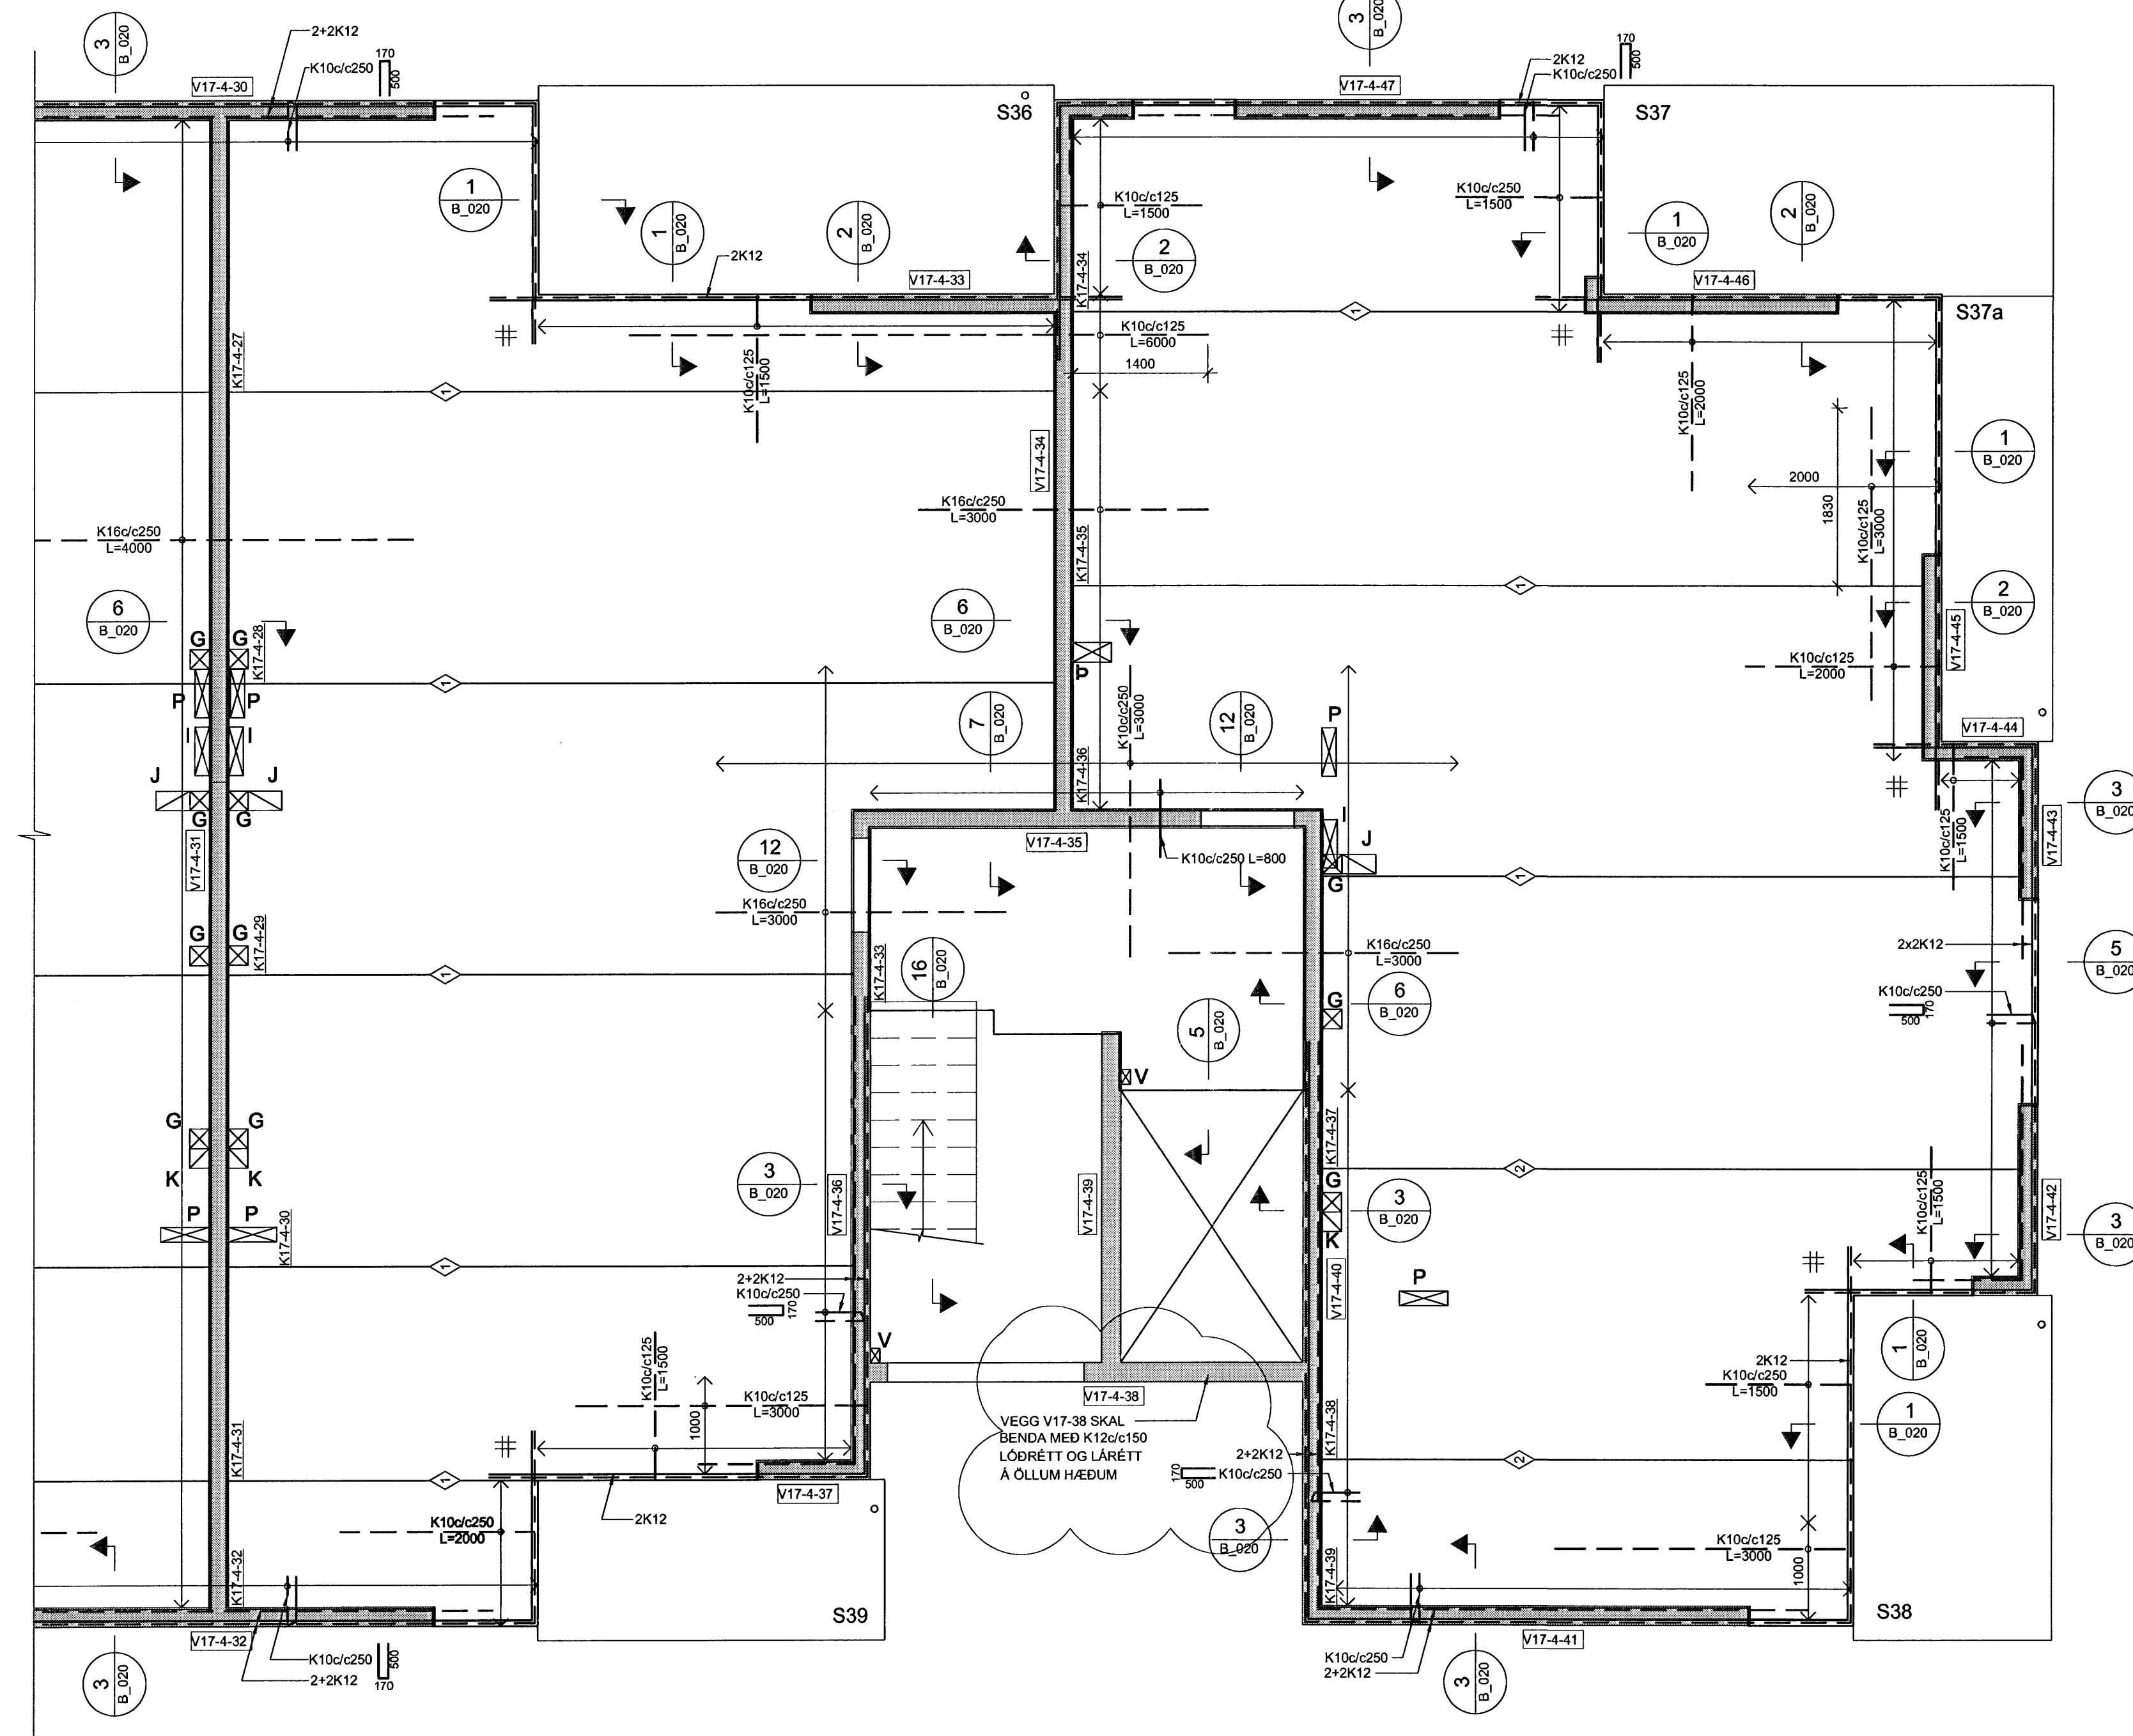 3
B_020
2+2K12
170
500
K10c/c250
V17-4-30
3
B_020
2K12
K10c/c250
170
500
V17-4-47
S36
S37
1
B_020
1
B_020
2
B_020
2K12
V17-4-33
K10c/c125
L=1500
K17-4-34
2
B_020
K10c/c250
L=1500
1
B_020
2
B_020
V17-4-46
S37a
1
K17-4-27
K10c/c125
L=1500
K10c/c125
L=6000
1400
1
K10c/c125
L=2000
1
B_020
V17-4-34
2000
1830
K10c/c125
L=3000
K16c/c250
L=3000
K16c/c250
L=4000
K17-4-35
1
2
B_020
6
B_020
6
B_020
G
G
K17-4-28
V17-4-45
K10c/c125
L=2000
1
P
P
P
K10c/c250
L=3000
7
B_020
12
B_020
P
V17-4-44
I
I
J
J
K17-4-36
G
G
V17-4-31
3
B_020
I
J
V17-4-35
K10c/c250 L=800
G
V17-4-43
K10c/c125
L=1500
12
B_020
1
K16c/c250
L=3000
G
G
K17-4-29
K17-4-33
16
B_020
K16c/c250
L=3000
2x2K12
5
B_020
1
6
B_020
G
K10c/c250
500
170
5
B_020
V
G
G
K17-4-37
2
K
K
3
B_020
V17-4-36
V17-4-39
G
3
B_020
K
K10c/c125
L=1500
V17-4-42
3
B_020
P
P
K17-4-30
1
2+2K12
K10c/c250
500
170
V17-4-40
P
V
K10c/c125
L=1500
K10c/c125
L=3000
1000
V17-4-38
VEGG V17-38 SKAL
BENDA MEÐ K12c/c150
LÓÐRÉTT OG LÁRÉTT
Á ÖLLUM HÆÐUM
2+2K12
K10c/c250
170
500
K17-4-38
2K12
K10c/c250
L=1500
1
B_020
1
B_020
K17-4-31
1
V17-4-37
2K12
2
K10c/c250
L=2000
3
B_020
K10c/c125
L=3000
1000
K17-4-32
K17-4-39
S39
S38
V17-4-32
V17-4-41
3
B_020
K10c/c250
2+2K12
500
170
K10c/c250
2+2K12
3
B_020